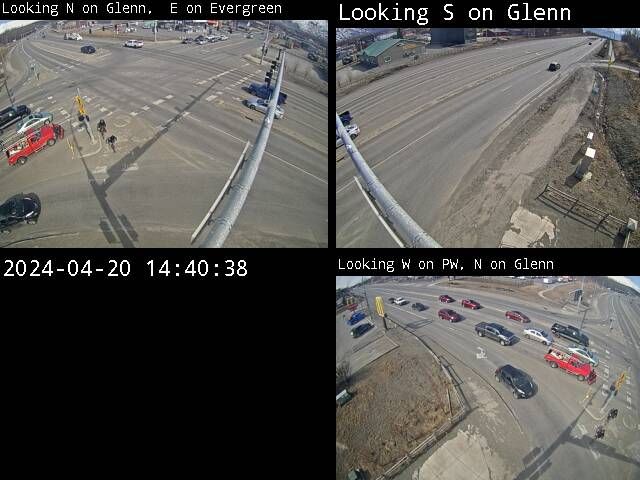 Looking N on Glenn, E on Evergreen
Looking S on Glenn
2024-04-20 14:40:38
Looking W on PW, N on Glenn